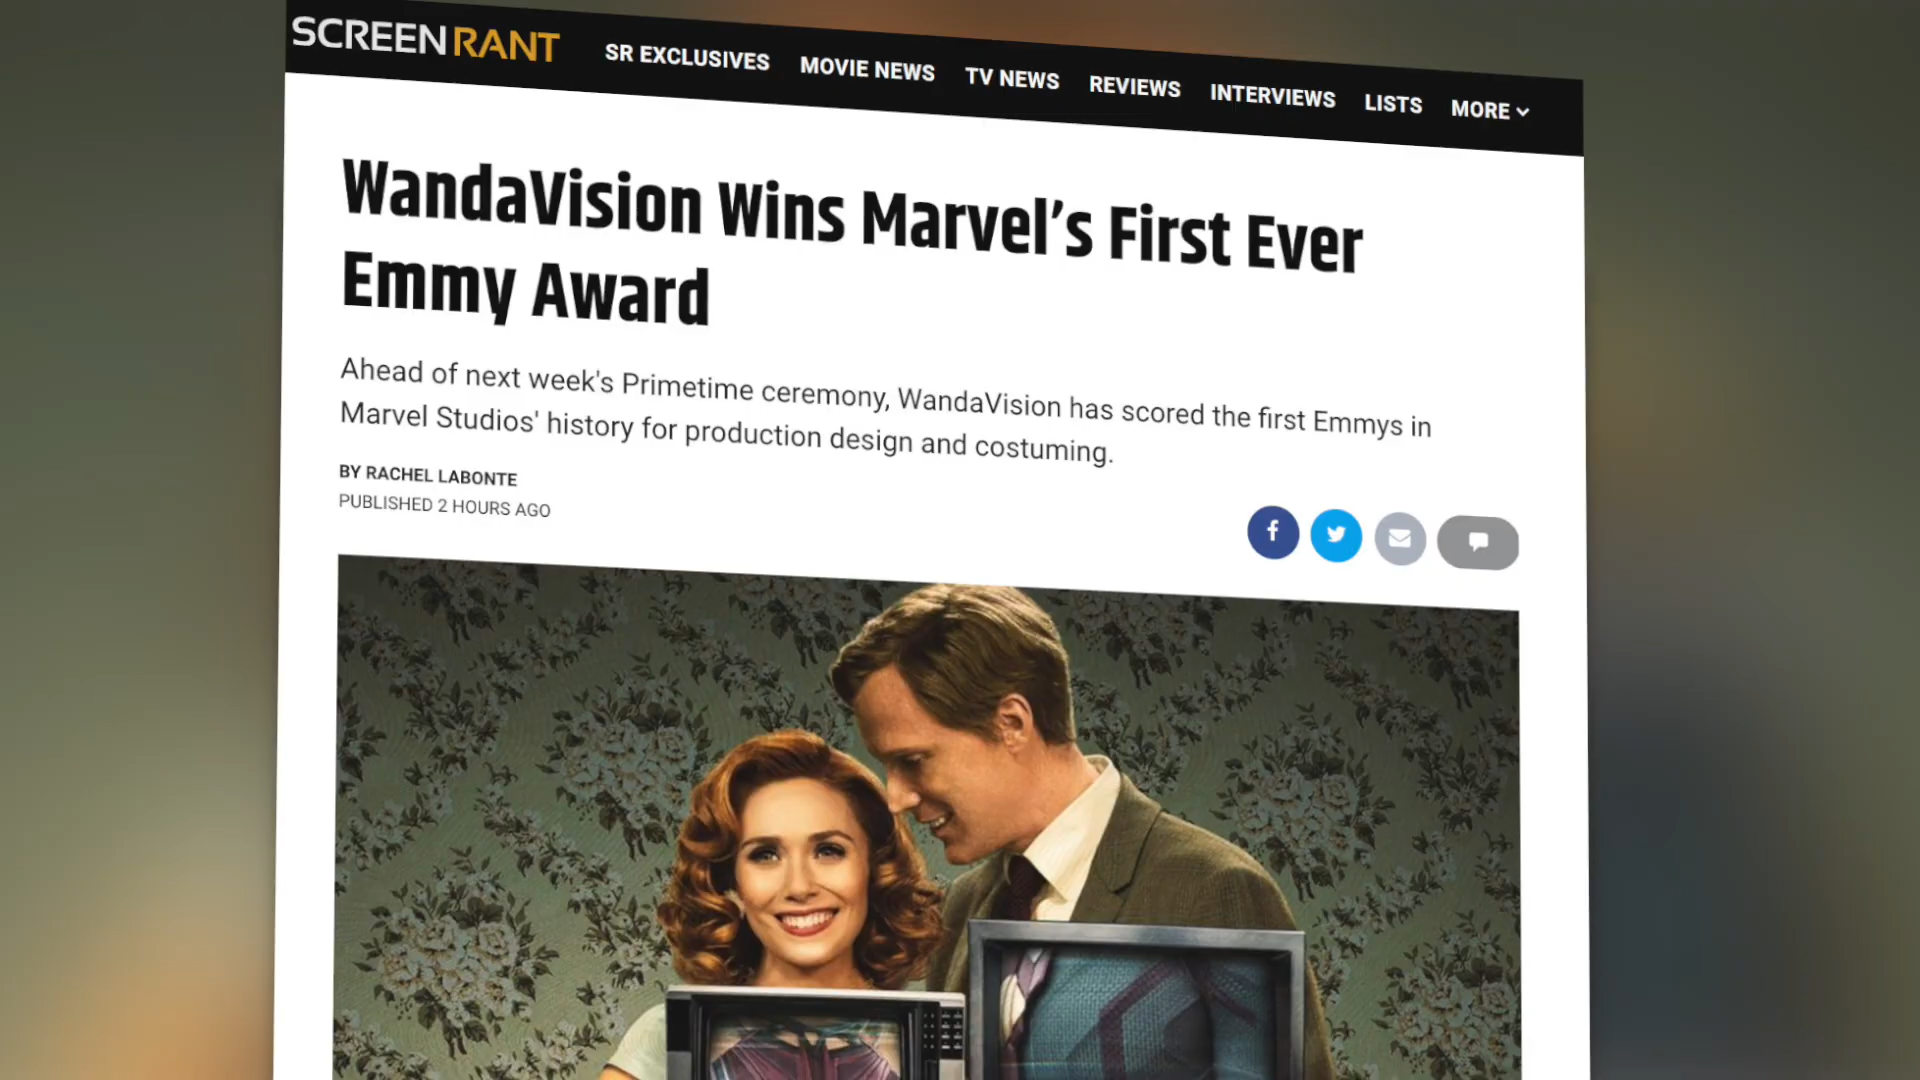 SCREENRANT SR EXCLUSIVES MOVIE NEWS TV NEWS REVIEWS INTERVIEWS LISTS MORE
WandaVision Wins Marvel’s First Ever
Emmy Award
Ahead of next week's Primetime ceremony, WandaVision has scored the first Emmys in
Marvel Studios' history for production design and costuming.
BY RACHEL LABONTE
PUBLISHED 2 HOURS AGO